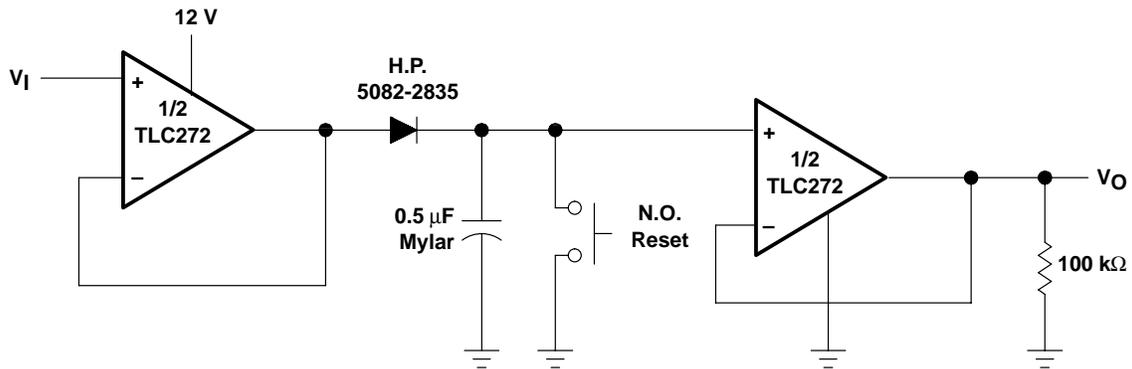 12 V
VI
+
–
1/2
TLC272
H.P.
5082-2835
0.5 μF
Mylar
N.O.
Reset
+
–
1/2
TLC272
VO
100 kΩ